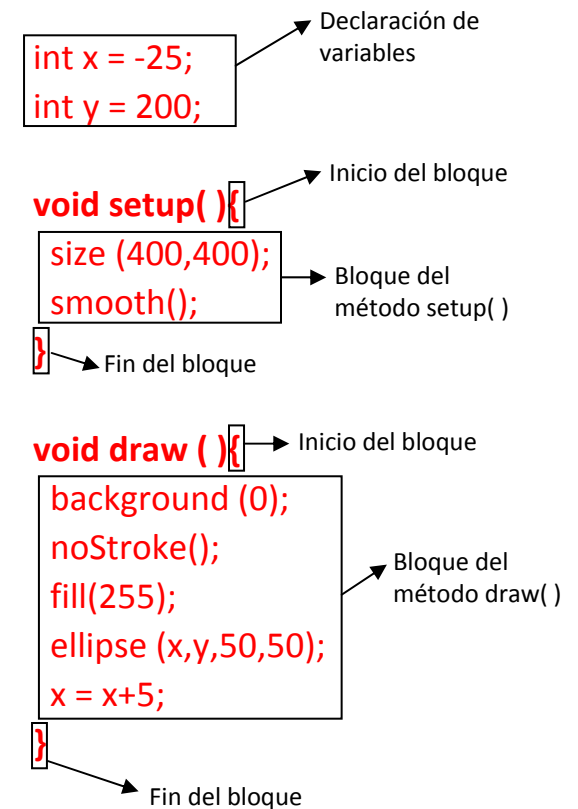 Declaración de
variables
int x = -25;
int y = 200;
Inicio del bloque
void setup( ){
size (400,400);
smooth();
Bloque del
método setup( )
}
Fin del bloque
void draw ( ){
Inicio del bloque
background (0);
noStroke();
fill(255);
ellipse (x,y,50,50);
x = x+5;
Bloque del
método draw( )
}
Fin del bloque